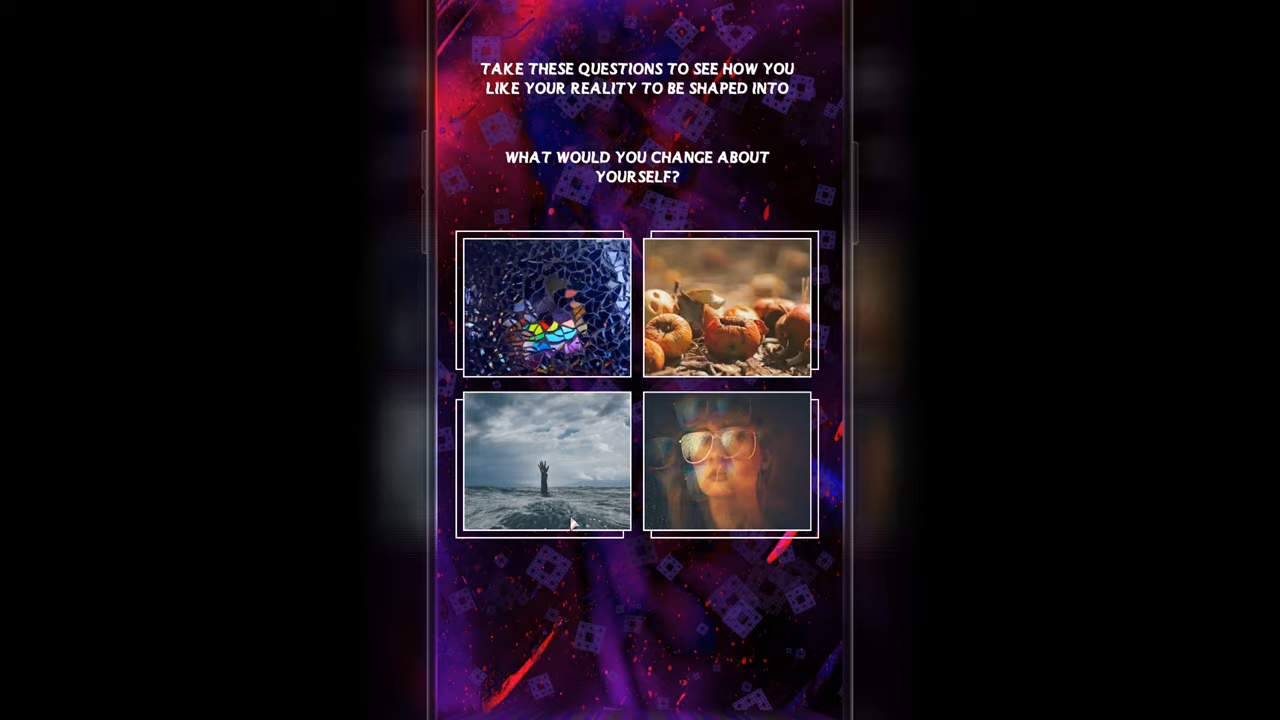 TAKE THESE QUESTIONS TO SEE HOW YOU
LIKE YOUR REALITY TO BE SHAPED INTO
WHAT WOULD YOU CHANGE ABOUT
YOURSELF?